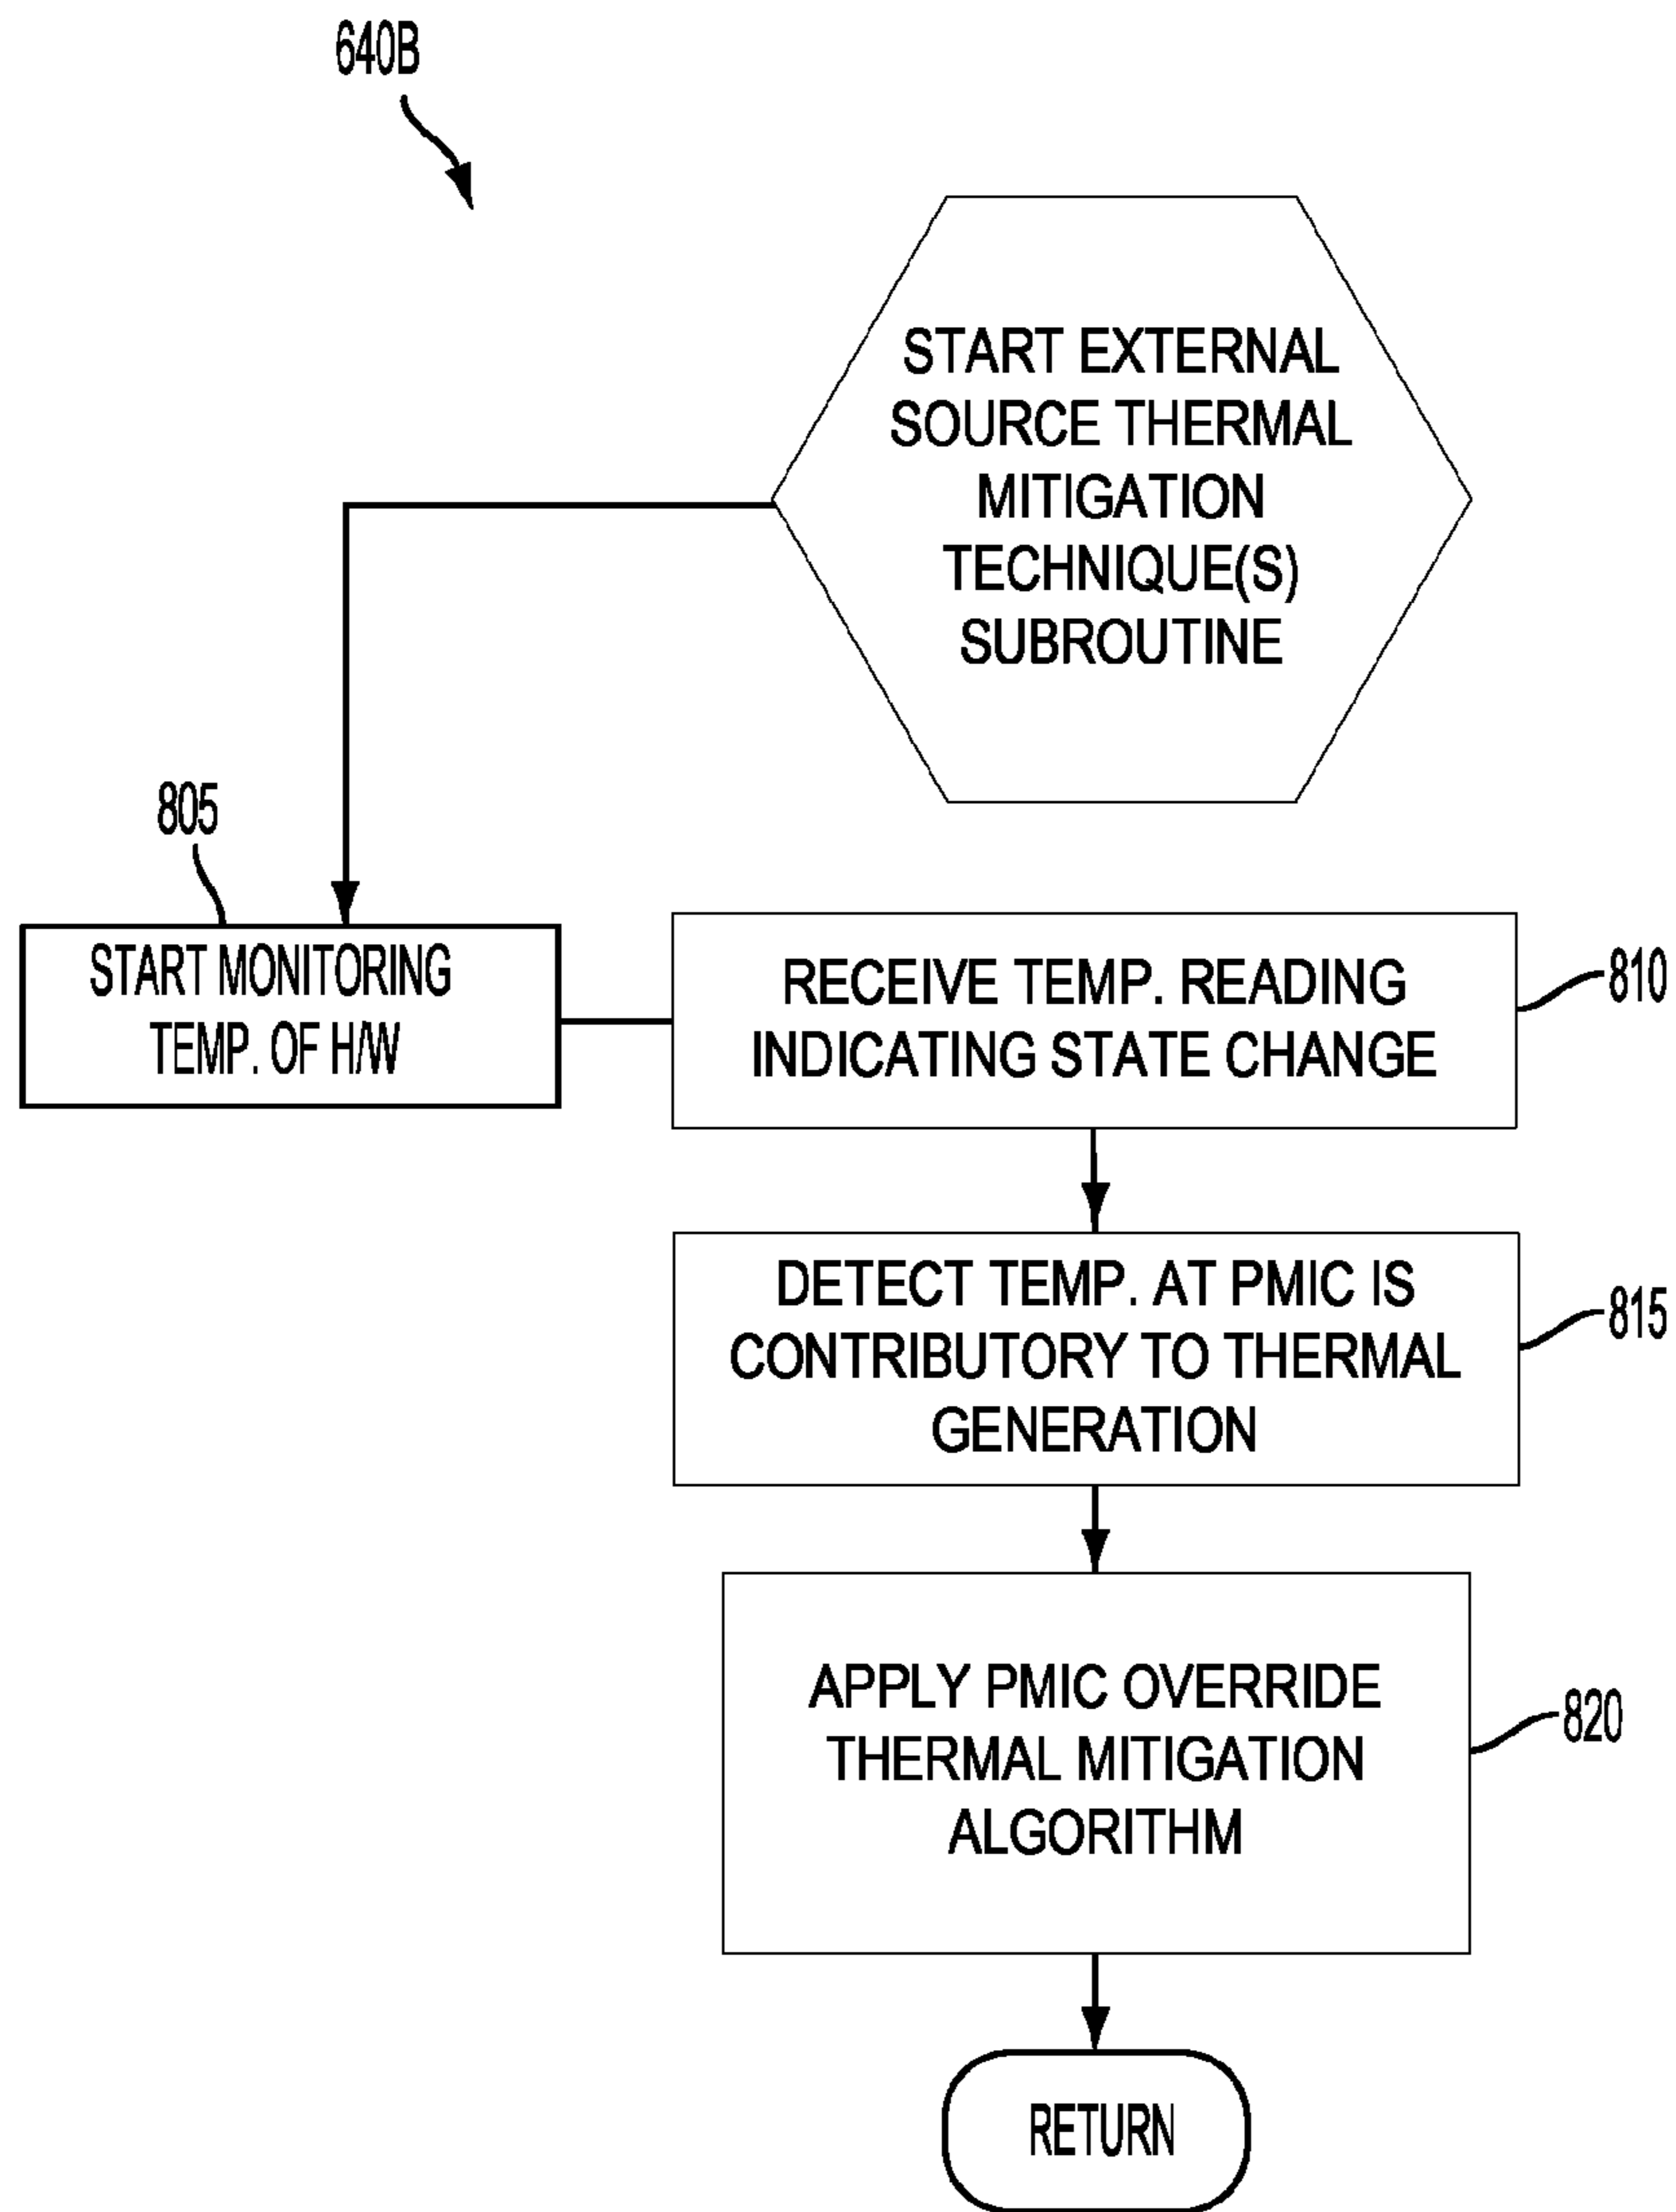 640B
START EXTERNAL
SOURCE THERMAL
MITIGATION
TECHNIQUE(S)
SUBROUTINE
805
START MONITORING
TEMP. OF H/W
RECEIVE TEMP. READING
INDICATING STATE CHANGE
810
DETECT TEMP. AT PMIC IS
CONTRIBUTORY TO THERMAL
GENERATION
815
APPLY PMIC OVERRIDE
THERMAL MITIGATION
ALGORITHM
820
RETURN